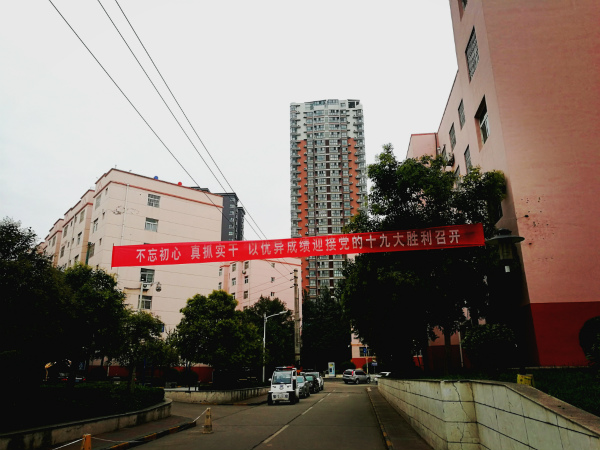 不忘初心 真抓实干 以优异成绩迎接党的十九大胜利召开